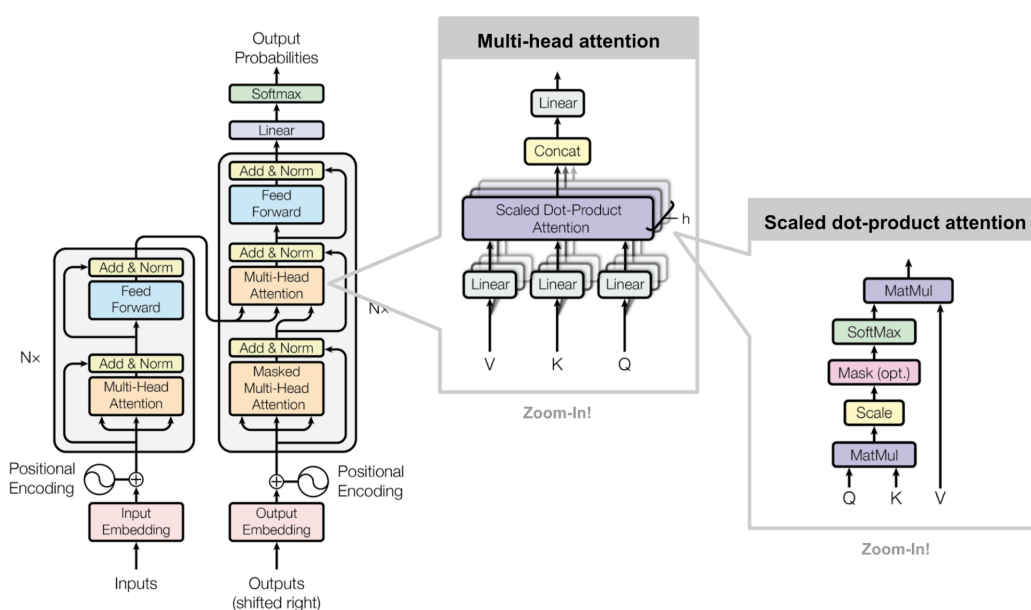 Output
Probabilities
Softmax
Linear
Add & Norm
Feed
Forward
Add & Norm
Multi-Head
Attention
Add & Norm
Masked
Multi-Head
Attention
N×
Add & Norm
Feed
Forward
N×
Add & Norm
Multi-Head
Attention
Positional
Encoding
Positional
Encoding
Input
Embedding
Output
Embedding
Inputs
Outputs
(shifted right)
Multi-head attention
Linear
Concat
Scaled Dot-Product
Attention
h
Linear
Linear
Linear
V
K
Q
Zoom-In!
Scaled dot-product attention
MatMul
SoftMax
Mask (opt.)
Scale
MatMul
Q
K
V
Zoom-In!